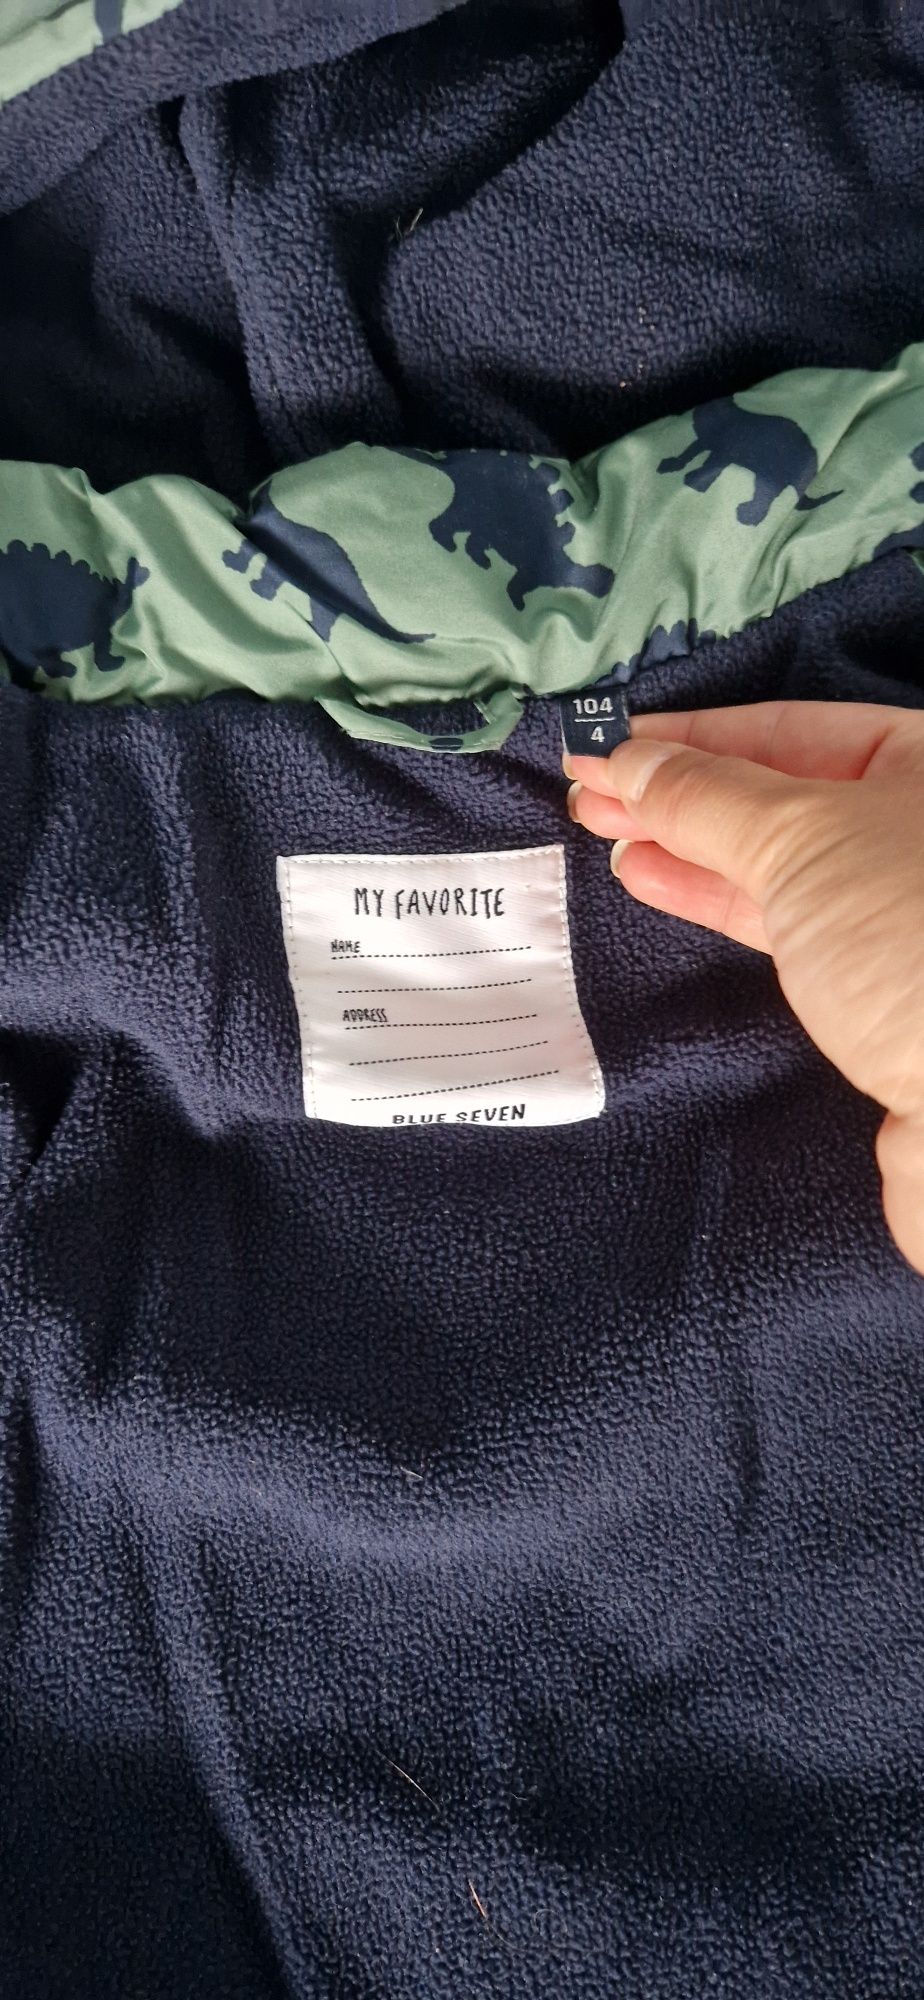 104
4
MY FAVORITE
NAME
ADDRESS
BLUE SEVEN